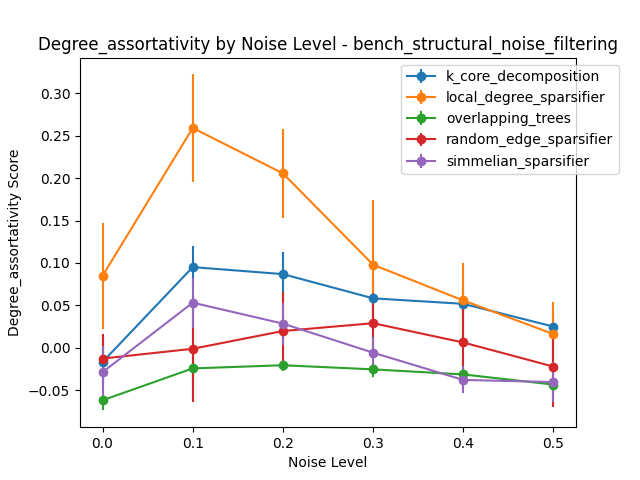 Degree_assortativity by Noise Level - bench_structural_noise_filtering
k_core_decomposition
local_degree_sparsifier
overlapping_trees
random_edge_sparsifier
simmelian_sparsifier
Degree_assortativity Score
0.30
0.25
0.20
0.15
0.10
0.05
0.00
−0.05
0.0 0.1 0.2 0.3 0.4 0.5
Noise Level